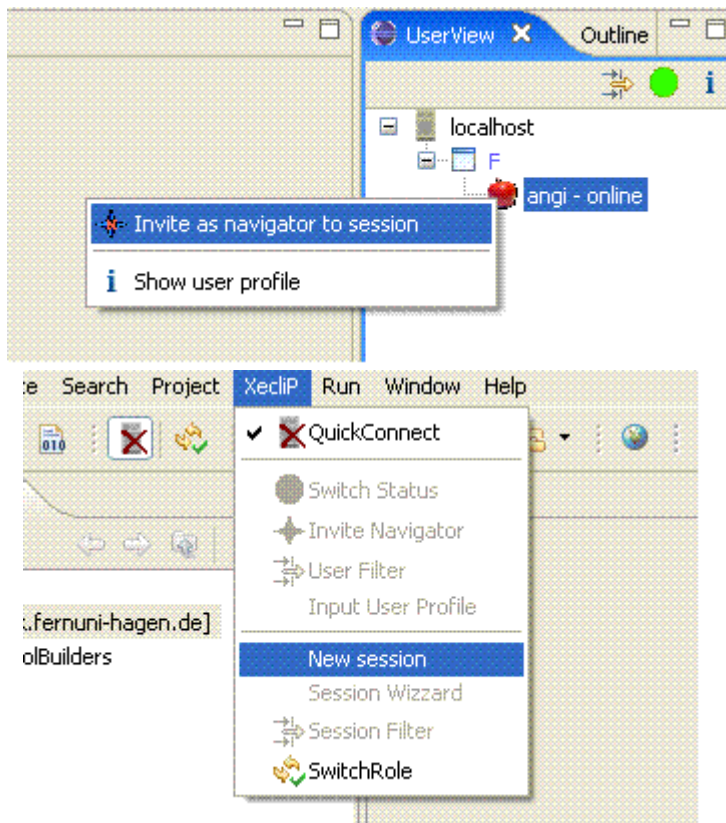 UserView
Outline
i
localhost
F
angi - online
Invite as navigator to session
i Show user profile
Search Project XecliP Run Window Help
010
QuickConnect
Switch Status
Invite Navigator
User Filter
Input User Profile
.fernuni-hagen.de]
olBuilders
New session
Session Wizzard
Session Filter
SwitchRole